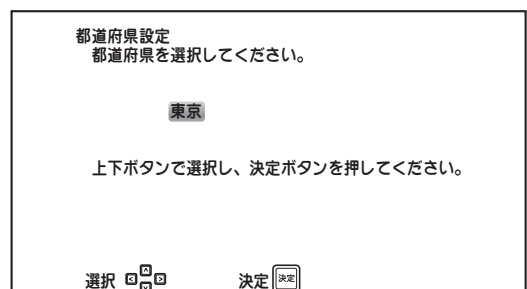 都道府県設定
都道府県を選択してください。
東京
上下ボタンで選択し、決定ボタンを押してください。
選択 決定 決定